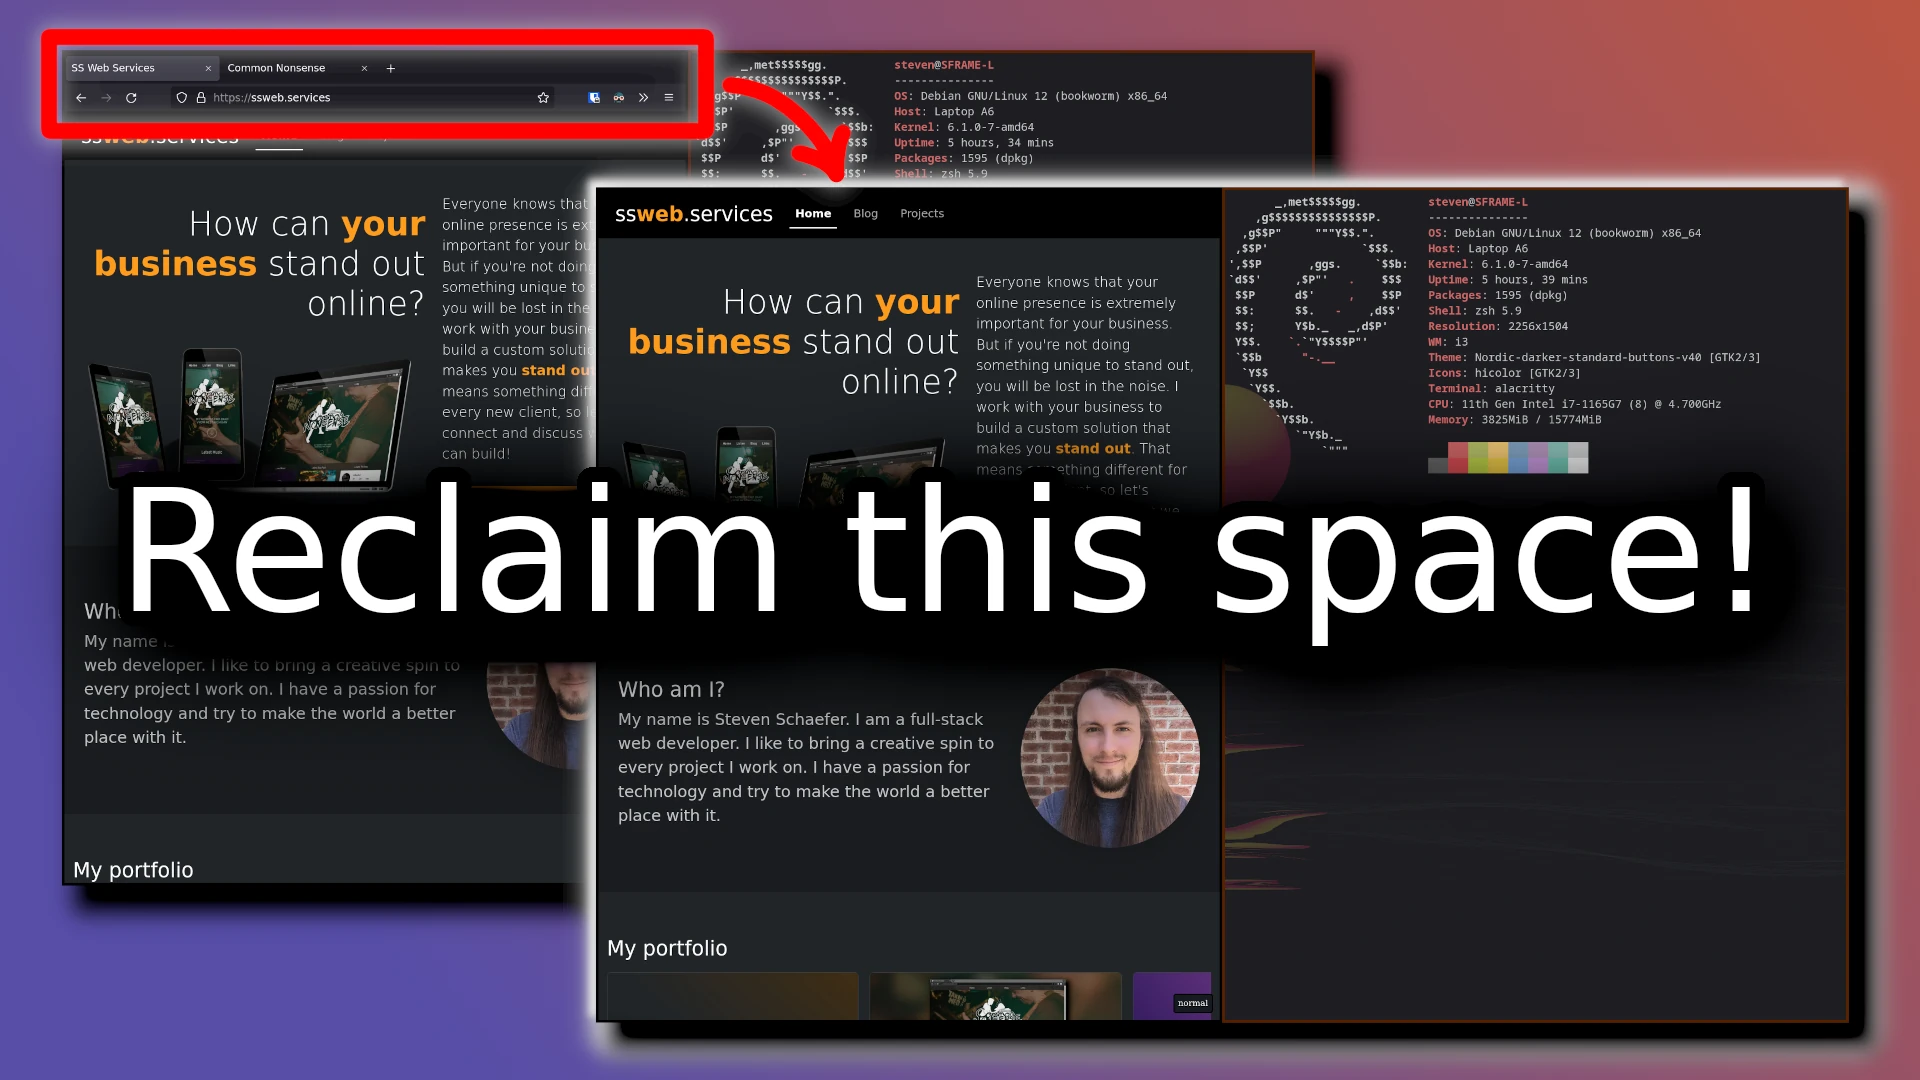 SS Web Services
Common Nonsense
https://ssweb.services
ssweb.services
How can your
business stand out
online?
Everyone knows that
online presence is
important for your
But if you're not doing
something unique to
you will be lost in the
work with your
build a custom
makes you stand
means something
every new client, so
connect and discuss
can build!
My name
web developer. I like to bring a creative spin to
every project I work on. I have a passion for
technology and try to make the world a better
place with it.
My portfolio
_,met$$$$$gg.
steven@SFRAME-L
---------------
OS: Debian GNU/Linux 12 (bookworm) x86_64
Host: Laptop A6
Kernel: 6.1.0-7-amd64
Uptime: 5 hours, 34 mins
Packages: 1595 (dpkg)
Shell: zsh 5.9
ssweb.services Home Blog Projects
How can your
business stand out
online?
Everyone knows that your
online presence is extremely
important for your business.
But if you're not doing
something unique to stand out,
you will be lost in the noise. I
work with your business to
build a custom solution that
makes you stand out. That
means something different for
so let's
we
Reclaim this space!
Who am I?
My name is Steven Schaefer. I am a full-stack
web developer. I like to bring a creative spin to
every project I work on. I have a passion for
technology and try to make the world a better
place with it.
My portfolio
normal
steven@SFRAME-L
---------------
OS: Debian GNU/Linux 12 (bookworm) x86_64
Host: Laptop A6
Kernel: 6.1.0-7-amd64
Uptime: 5 hours, 39 mins
Packages: 1595 (dpkg)
Shell: zsh 5.9
Resolution: 2256x1504
WM: i3
Theme: Nordic-darker-standard-buttons-v40 [GTK2/3]
Icons: hicolor [GTK2/3]
Terminal: alacritty
CPU: 11th Gen Intel i7-1165G7 (8) @ 4.700GHz
Memory: 3825MiB / 15774MiB